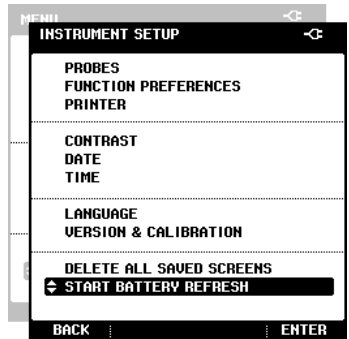 MENU
INSTRUMENT SETUP
PROBES
FUNCTION PREFERENCES
PRINTER
CONTRAST
DATE
TIME
LANGUAGE
VERSION & CALIBRATION
DELETE ALL SAVED SCREENS
START BATTERY REFRESH
BACK ENTER